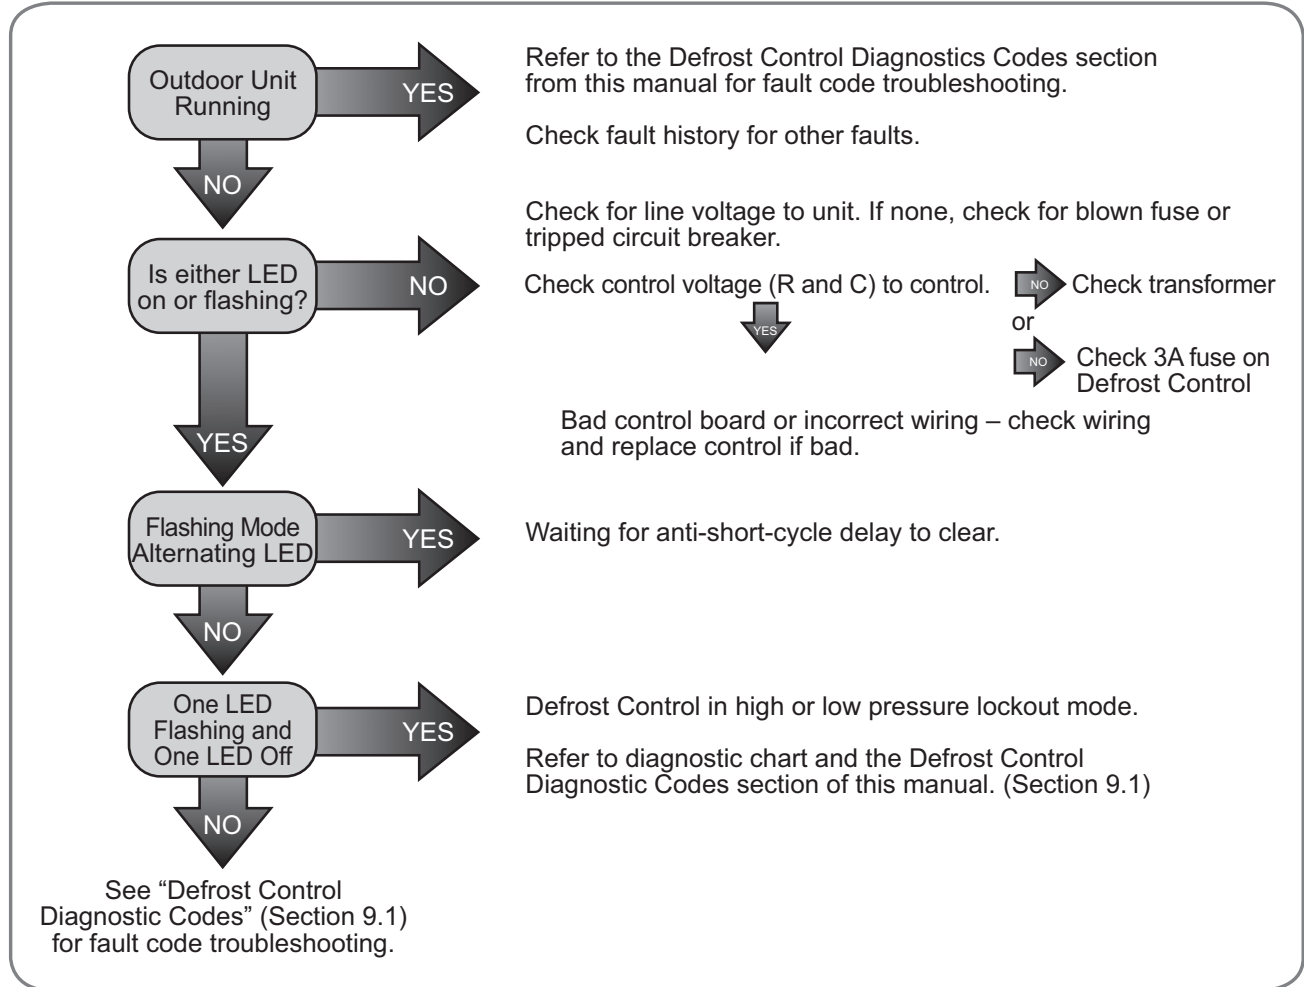 Outdoor Unit
Running
YES
Refer to the Defrost Control Diagnostics Codes section
from this manual for fault code troubleshooting.
Check fault history for other faults.
NO
Is either LED
on or flashing?
NO
Check for line voltage to unit. If none, check for blown fuse or
tripped circuit breaker.
Check control voltage (R and C) to control.
NO
Check transformer
or
NO
Check 3A fuse on
Defrost Control
YES
Bad control board or incorrect wiring – check wiring
and replace control if bad.
YES
Flashing Mode
Alternating LED
YES
Waiting for anti-short-cycle delay to clear.
NO
One LED
Flashing and
One LED Off
YES
Defrost Control in high or low pressure lockout mode.
Refer to diagnostic chart and the Defrost Control
Diagnostic Codes section of this manual. (Section 9.1)
NO
See “Defrost Control
Diagnostic Codes” (Section 9.1)
for fault code troubleshooting.